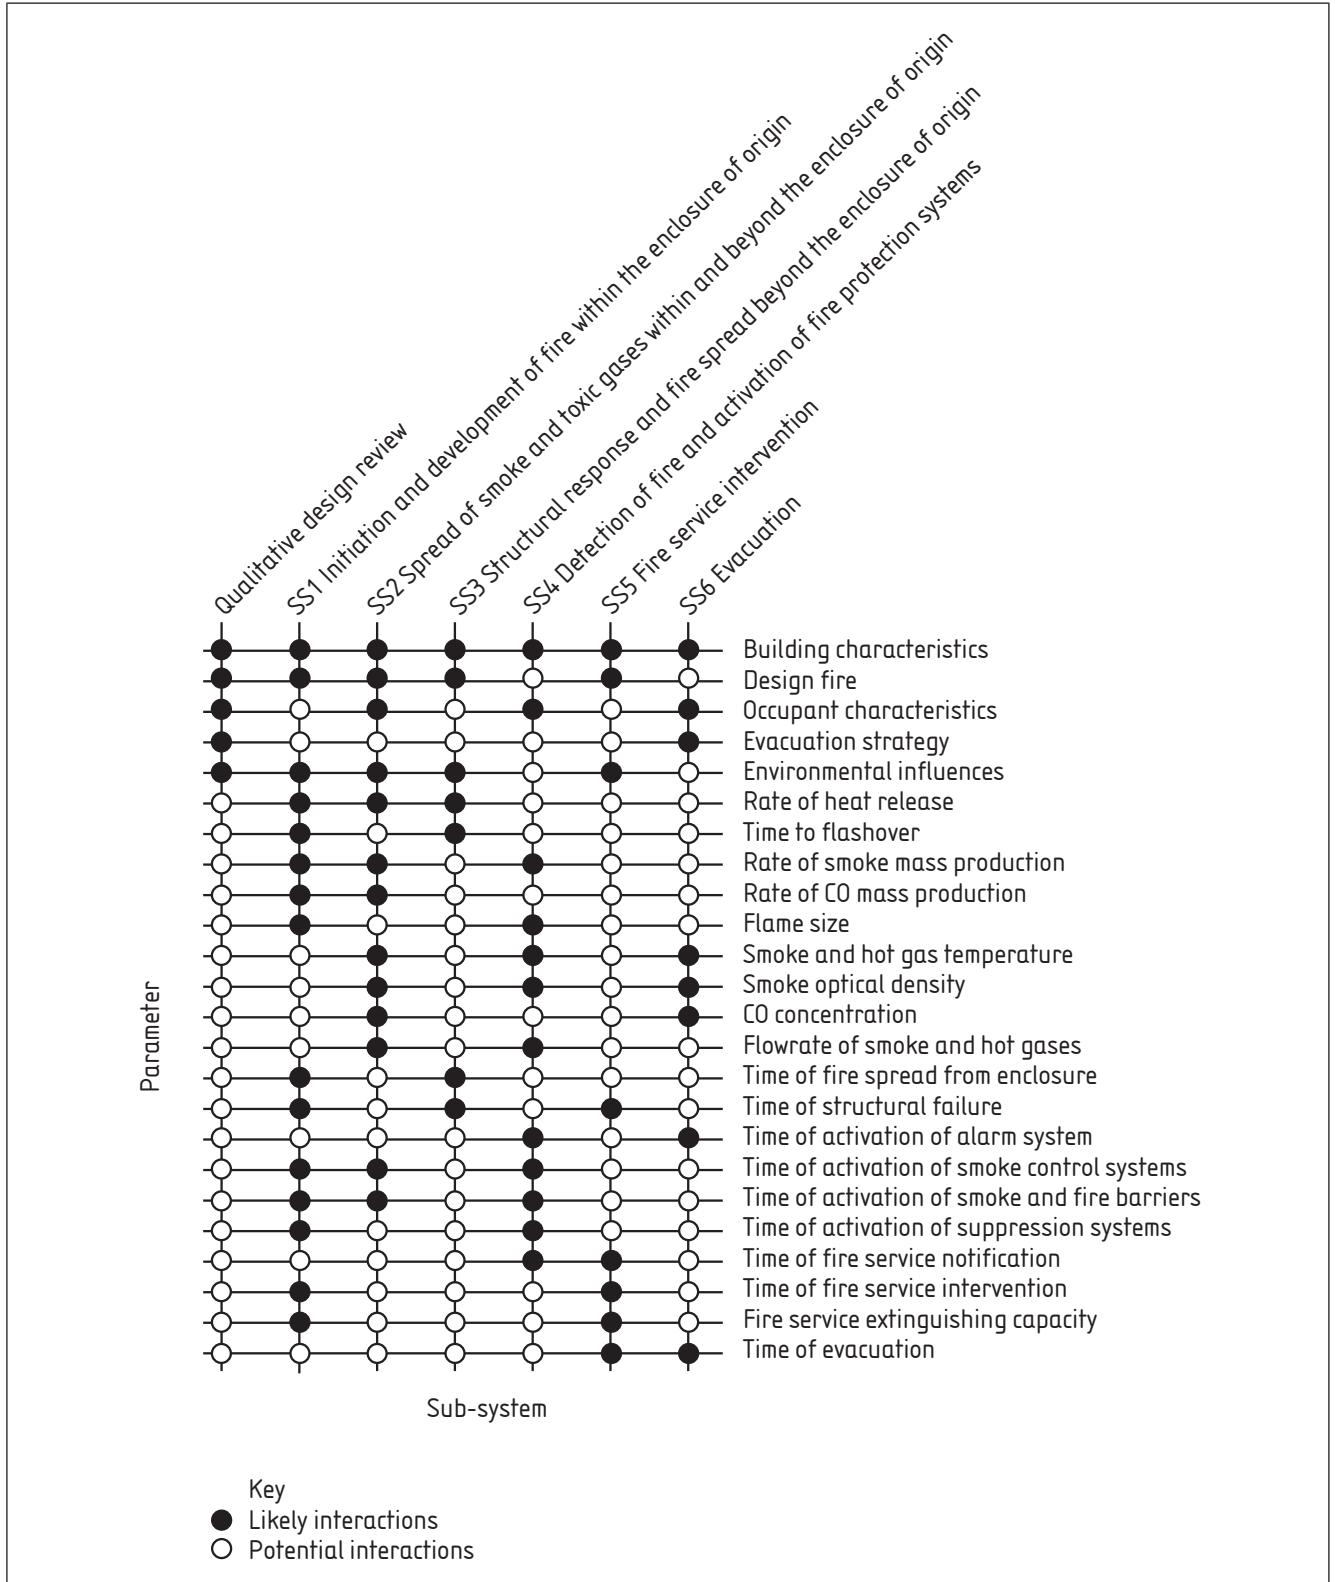 Qualitative design review
SS1 Initiation and development of fire within the enclosure of origin
SS2 Spread of smoke and toxic gases within and beyond the enclosure of origin
SS3 Structural response and fire spread beyond the enclosure of origin
SS4 Detection of fire and activation of fire protection systems
SS5 Fire service intervention
SS6 Evacuation
Building characteristics
Design fire
Occupant characteristics
Evacuation strategy
Environmental influences
Rate of heat release
Time to flashover
Rate of smoke mass production
Rate of CO mass production
Flame size
Smoke and hot gas temperature
Smoke optical density
CO concentration
Flowrate of smoke and hot gases
Time of fire spread from enclosure
Time of structural failure
Time of activation of alarm system
Time of activation of smoke control systems
Time of activation of smoke and fire barriers
Time of activation of suppression systems
Time of fire service notification
Time of fire service intervention
Fire service extinguishing capacity
Time of evacuation
Parameter
Sub-system
Key
Likely interactions
Potential interactions